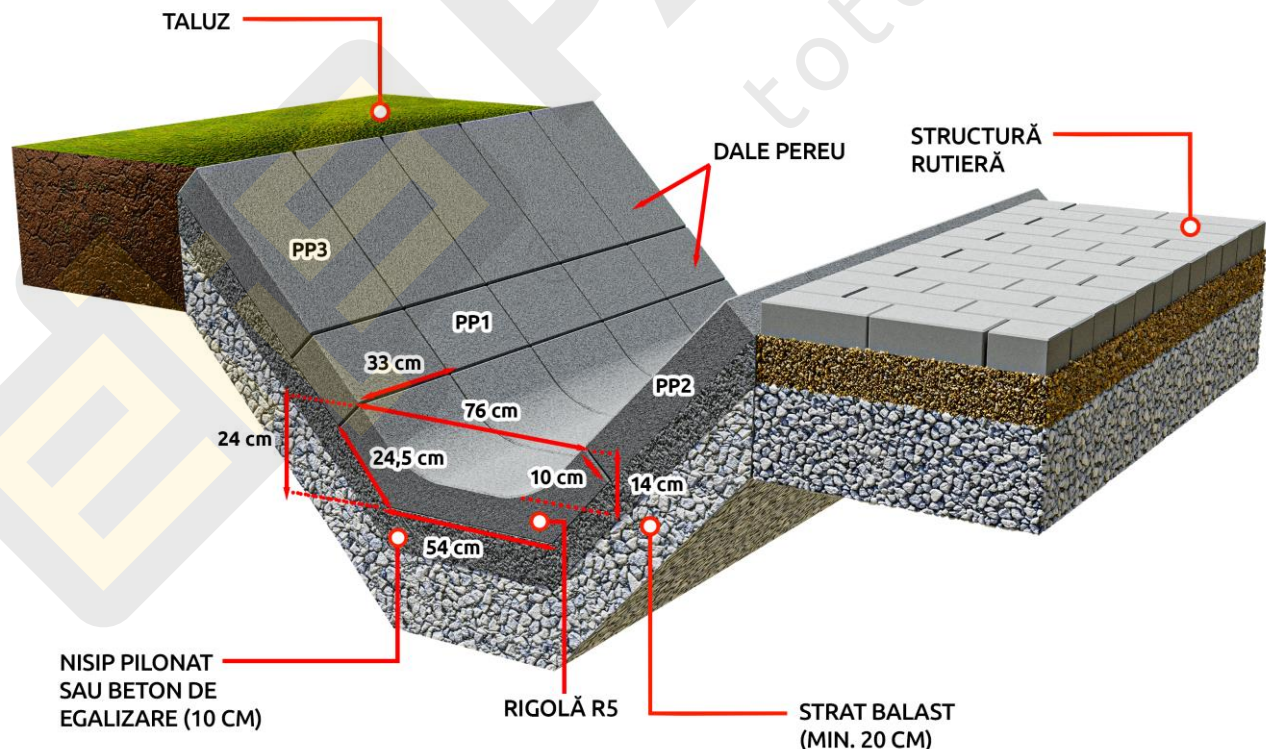 TALUZ
DALE PEREU
STRUCTURĂ
RUTIERĂ
PP3
PP1
33 cm
PP2
76 cm
24 cm
24,5 cm
10 cm
14 cm
54 cm
NISIP PILONAT
SAU BETON DE
EGALIZARE (10 CM)
RIGOLĂ R5
STRAT BALAST
(MIN. 20 CM)